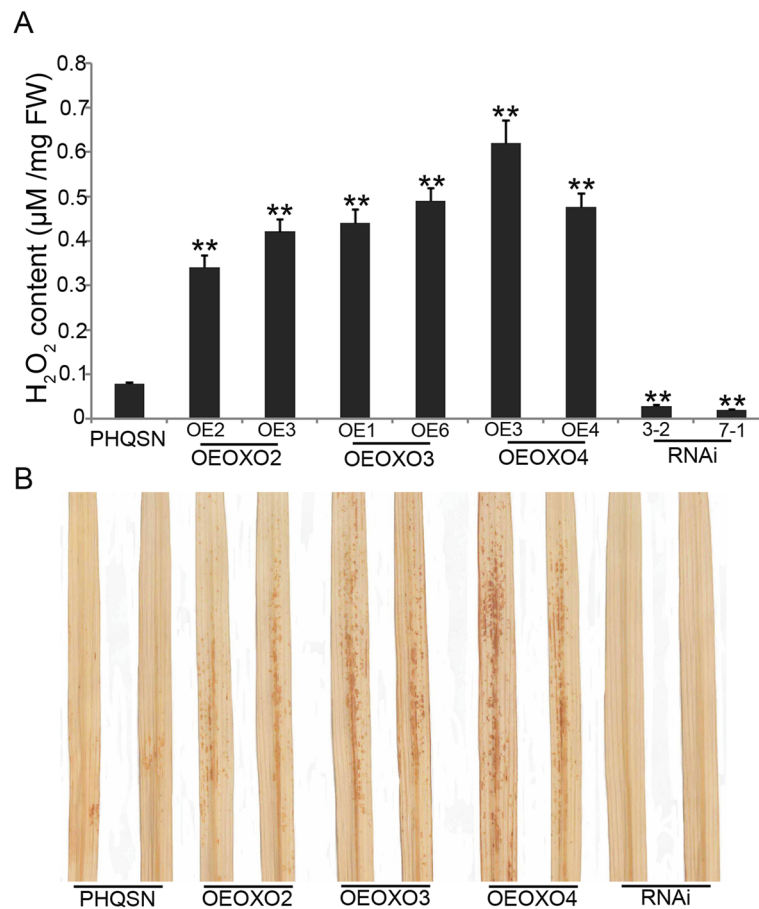 A
H₂O₂ content (μM /mg FW)
0.8
0.7
0.6
0.5
0.4
0.3
0.2
0.1
0
** ** ** ** ** ** ** **
PHQSN OE2 OE3 OE1 OE6 OE3 OE4 3-2 7-1
OEOXO2 OEOXO3 OEOXO4 RNAi
B
PHQSN OEOXO2 OEOXO3 OEOXO4 RNAi